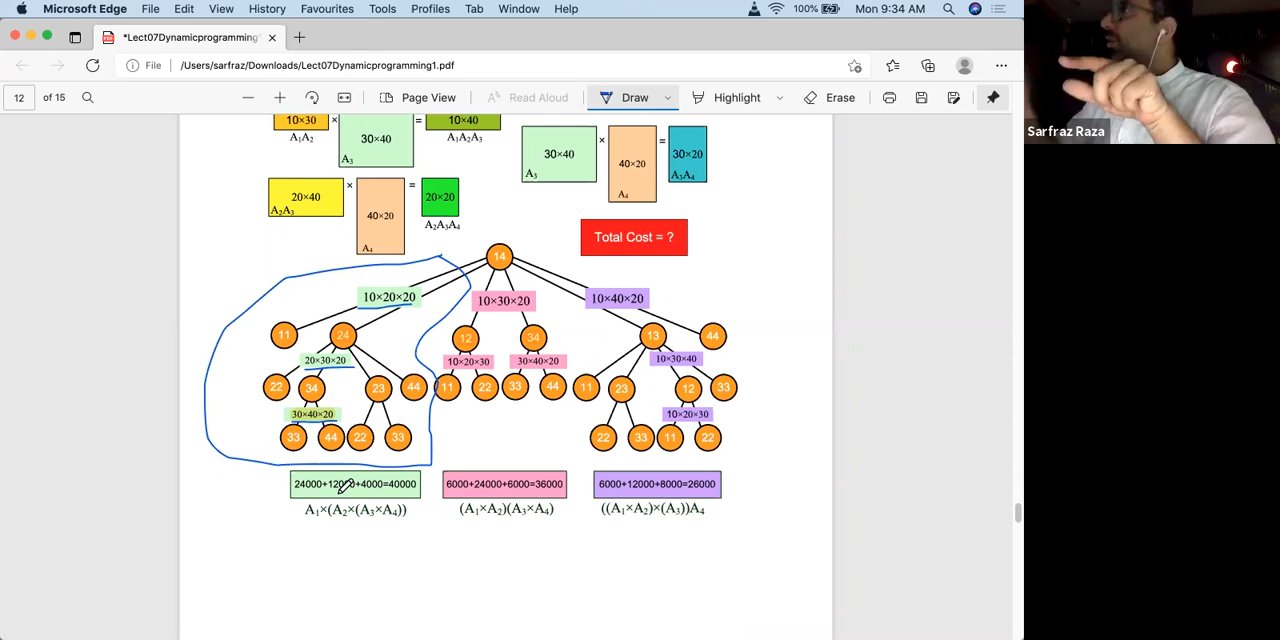 Microsoft Edge File Edit View History Favourites Tools Profiles Tab Window Help 100% Mon 9:34 AM
*Lect07Dynamicprogramming
File /Users/sarfraz/Downloads/Lect07Dynamicprogramming1.pdf
12 of 15 Page View Read Aloud Draw Highlight Erase
Sarfraz Raza
10×30 × 30×40 = 10×40
A₁A₂ A₃ A₁A₂A₃
30×40 × 40×20 = 30×20
A₃ A₄ A₃A₄
20×40 × 40×20 = 20×20
A₂A₃ A₄ A₂A₃A₄
Total Cost = ?
14
10×20×20 10×30×20 10×40×20
11 24 12 34 13 44
20×30×20 10×20×30 30×40×20 10×30×40
22 34 23 44 11 22 33 44 11 23 12 33
30×40×20 10×20×30
33 44 22 33 22 33 11 22
24000+12000+4000=40000 6000+24000+6000=36000 6000+12000+8000=26000
A₁×(A₂×(A₃×A₄)) (A₁×A₂)(A₃×A₄) ((A₁×A₂)×(A₃))A₄